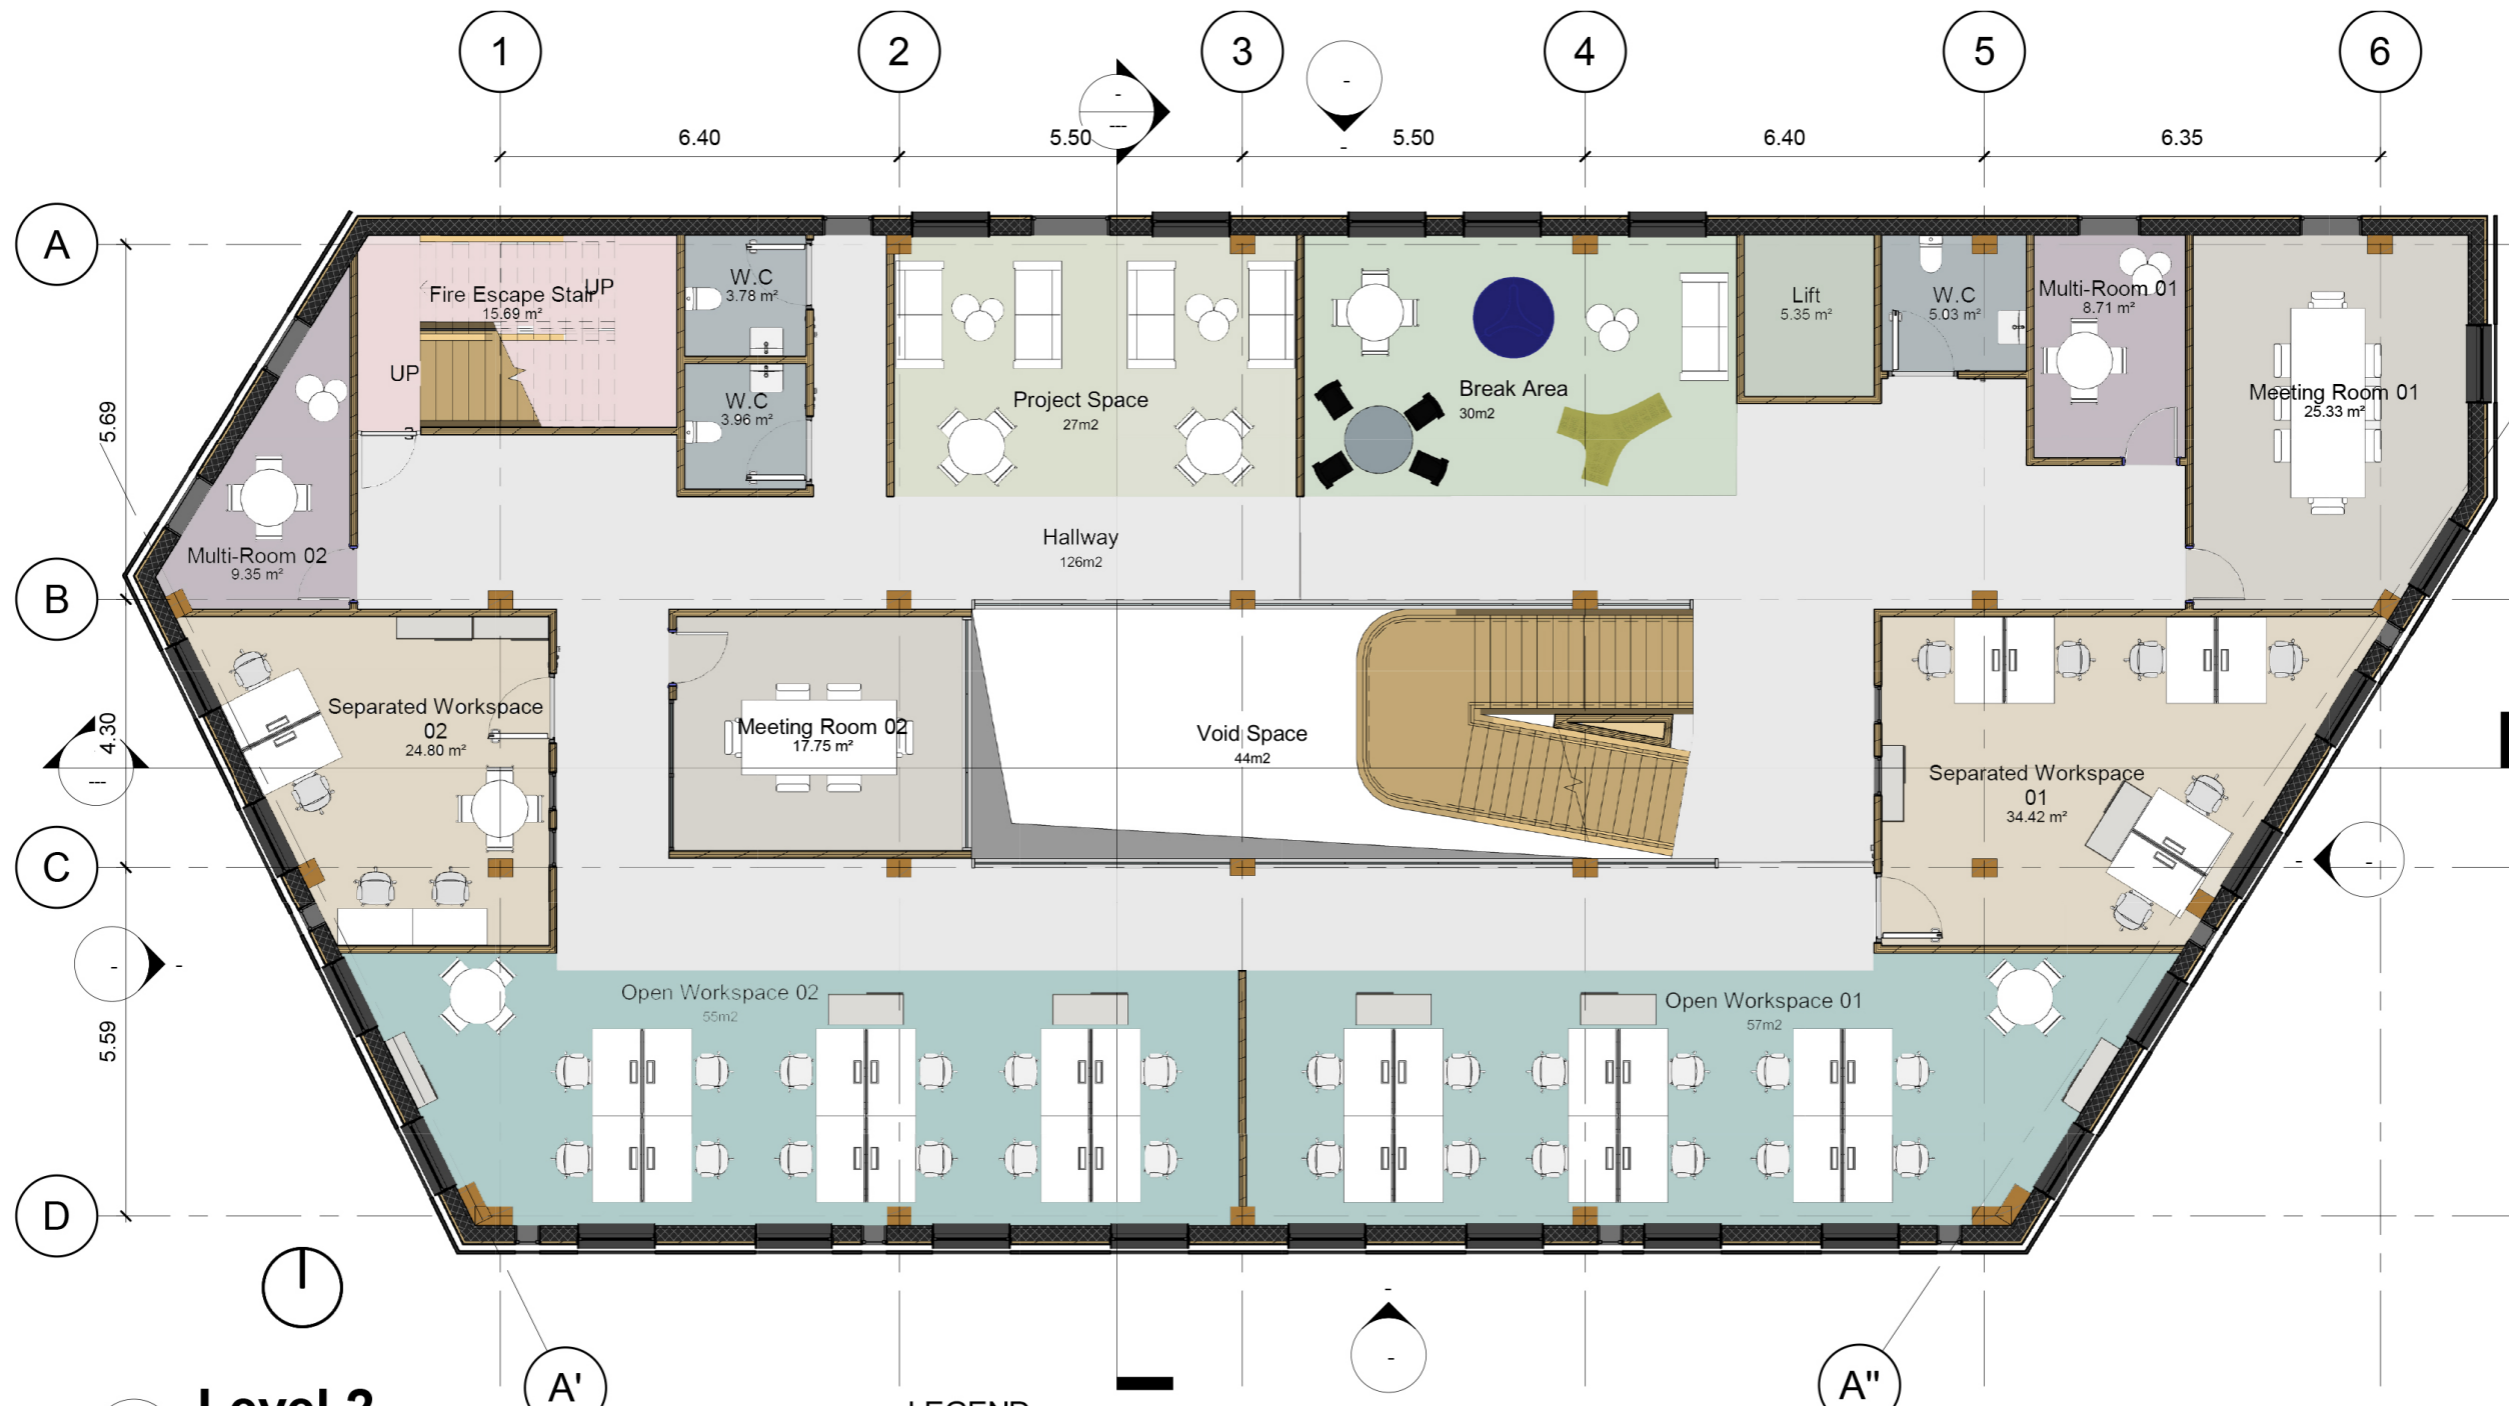 1
2
3
4
5
6
-
---
-
-
6.40
5.50
5.50
6.40
6.35
A
B
C
D
5.69
4.30
5.59
Fire Escape Stair
15.69 m²
UP
UP
W.C
3.78 m²
W.C
3.96 m²
Project Space
27m2
Break Area
30m2
Lift
5.35 m²
W.C
5.03 m²
Multi-Room 01
8.71 m²
Meeting Room 01
25.33 m²
Multi-Room 02
9.35 m²
Hallway
126m2
Separated Workspace
02
24.80 m²
Meeting Room 02
17.75 m²
Void Space
44m2
Separated Workspace
01
34.42 m²
---
- -
- -
Open Workspace 02
55m2
Open Workspace 01
57m2
-
-
A'
A"
Level 2
LEGEND